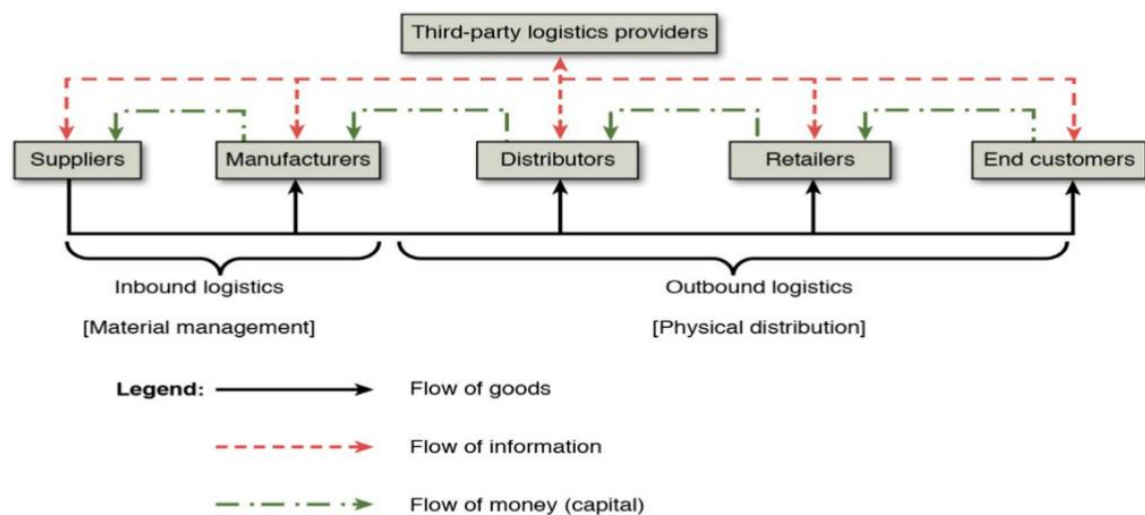 Third-party logistics providers
Suppliers
Manufacturers
Distributors
Retailers
End customers
Inbound logistics
Outbound logistics
[Material management]
[Physical distribution]
Legend:
Flow of goods
Flow of information
Flow of money (capital)